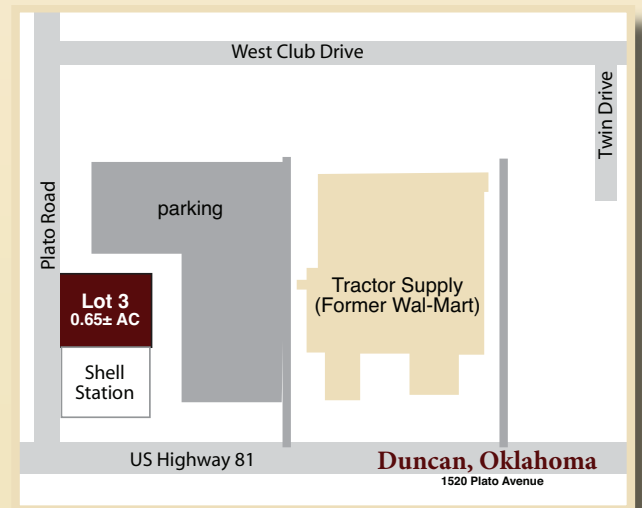 West Club Drive
Twin Drive
Plato Road
parking
Lot 3
0.65± AC
Tractor Supply
(Former Wal-Mart)
Shell
Station
US Highway 81
Duncan, Oklahoma
1520 Plato Avenue